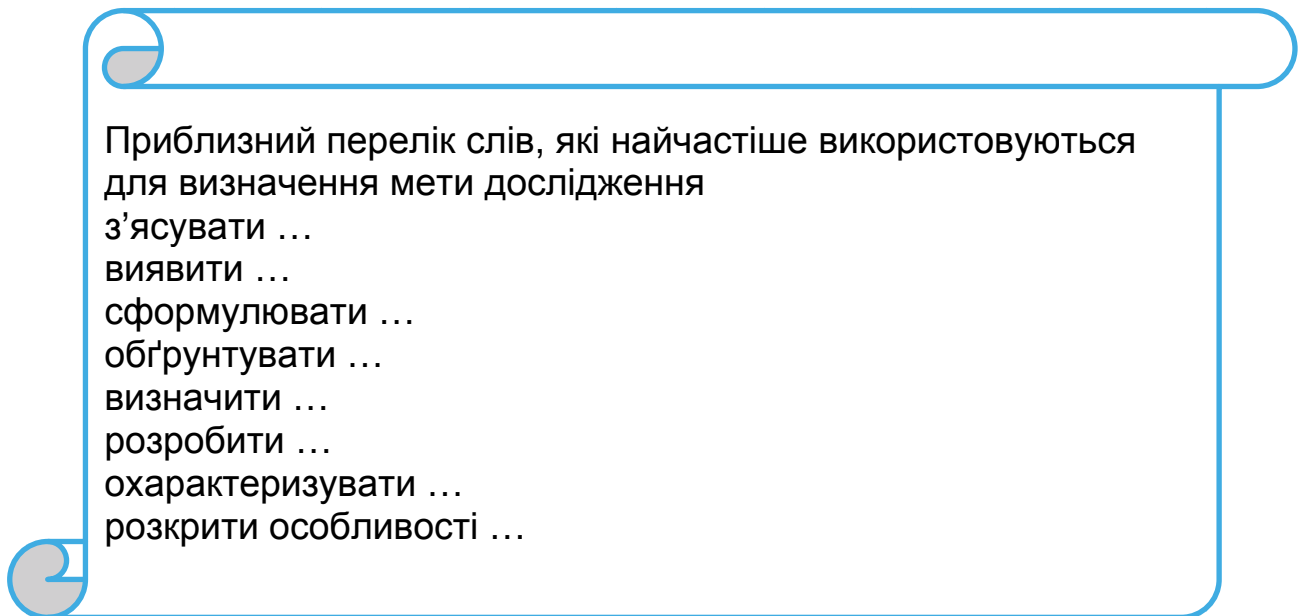 Приблизний перелік слів, які найчастіше використовуються
для визначення мети дослідження
з’ясувати …
виявити …
сформулювати …
обґрунтувати …
визначити …
розробити …
охарактеризувати …
розкрити особливості …